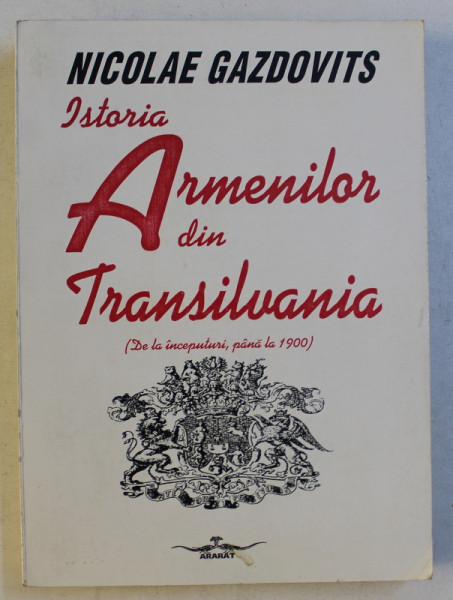 NICOLAE GAZDOVITS
Istoria
Armenilor
din
Transilvania
(De la începuturi, până la 1900)
ARARAT